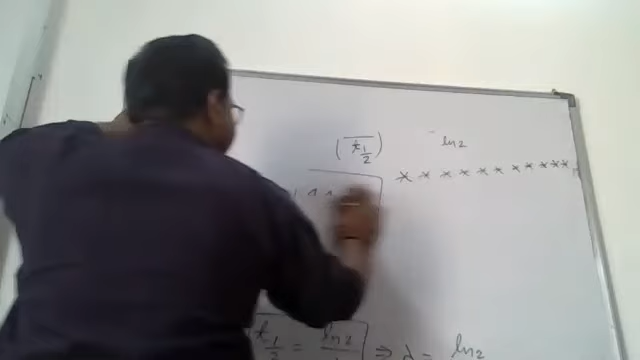 (t½) ln2
* * * * * * * * * * *
t½ = ln2 ⇒ λ = ln2